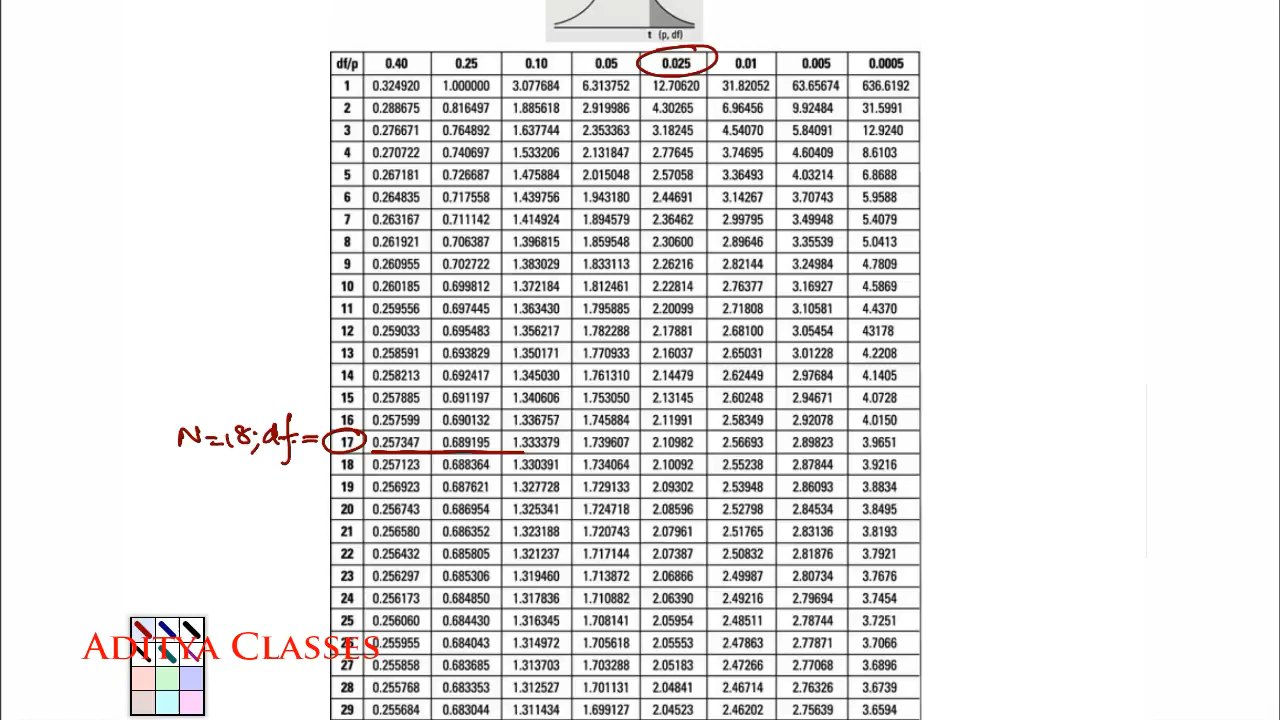 t (p, df)
df/p 0.40 0.25 0.10 0.05 0.025 0.01 0.005 0.0005
1 0.324920 1.000000 3.077684 6.313752 12.70620 31.82052 63.65674 636.6192
2 0.288675 0.816497 1.885618 2.919986 4.30265 6.96456 9.92484 31.5991
3 0.276671 0.764892 1.637744 2.353363 3.18245 4.54070 5.84091 12.9240
4 0.270722 0.740697 1.533206 2.131847 2.77645 3.74695 4.60409 8.6103
5 0.267181 0.726687 1.475884 2.015048 2.57058 3.36493 4.03214 6.8688
6 0.264835 0.717558 1.439756 1.943180 2.44691 3.14267 3.70743 5.9588
7 0.263167 0.711142 1.414924 1.894579 2.36462 2.99795 3.49948 5.4079
8 0.261921 0.706387 1.396815 1.859548 2.30600 2.89646 3.35539 5.0413
9 0.260955 0.702722 1.383029 1.833113 2.26216 2.82144 3.24984 4.7809
10 0.260185 0.699812 1.372184 1.812461 2.22814 2.76377 3.16927 4.5869
11 0.259556 0.697445 1.363430 1.795885 2.20099 2.71808 3.10581 4.4370
12 0.259033 0.695483 1.356217 1.782288 2.17881 2.68100 3.05454 43178
13 0.258591 0.693829 1.350171 1.770933 2.16037 2.65031 3.01228 4.2208
14 0.258213 0.692417 1.345030 1.761310 2.14479 2.62449 2.97684 4.1405
15 0.257885 0.691197 1.340606 1.753050 2.13145 2.60248 2.94671 4.0728
16 0.257599 0.690132 1.336757 1.745884 2.11991 2.58349 2.92078 4.0150
N=18; df = 17 0.257347 0.689195 1.333379 1.739607 2.10982 2.56693 2.89823 3.9651
18 0.257123 0.688364 1.330391 1.734064 2.10092 2.55238 2.87844 3.9216
19 0.256923 0.687621 1.327728 1.729133 2.09302 2.53948 2.86093 3.8834
20 0.256743 0.686954 1.325341 1.724718 2.08596 2.52798 2.84534 3.8495
21 0.256580 0.686352 1.323188 1.720743 2.07961 2.51765 2.83136 3.8193
22 0.256432 0.685805 1.321237 1.717144 2.07387 2.50832 2.81876 3.7921
23 0.256297 0.685306 1.319460 1.713872 2.06866 2.49987 2.80734 3.7676
24 0.256173 0.684850 1.317836 1.710882 2.06390 2.49216 2.79694 3.7454
25 0.256060 0.684430 1.316345 1.708141 2.05954 2.48511 2.78744 3.7251
26 0.255955 0.684043 1.314972 1.705618 2.05553 2.47863 2.77871 3.7066
27 0.255858 0.683685 1.313703 1.703288 2.05183 2.47266 2.77068 3.6896
28 0.255768 0.683353 1.312527 1.701131 2.04841 2.46714 2.76326 3.6739
29 0.255684 0.683044 1.311434 1.699127 2.04523 2.46202 2.75639 3.6594
Aditya Classes